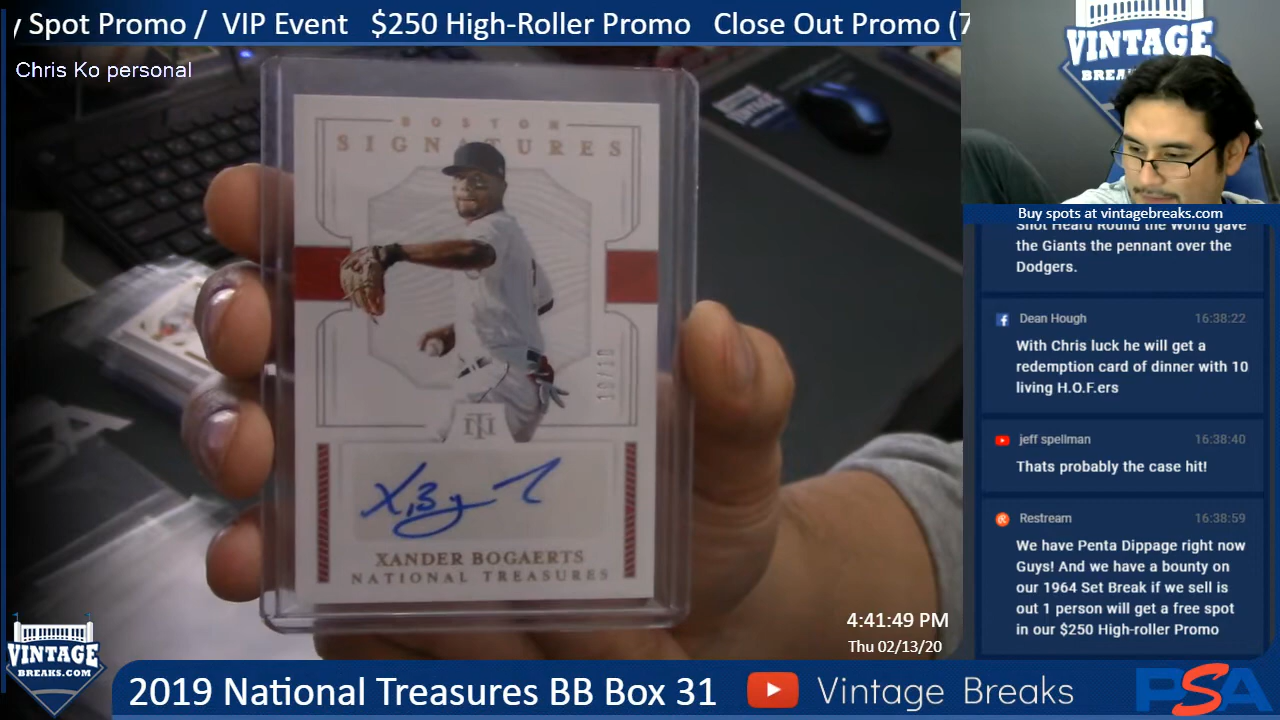 y Spot Promo / VIP Event $250 High-Roller Promo Close Out Promo (7
Chris Ko personal
BOSTON
SIGNATURES
10/10
XANDER BOGAERTS
NATIONAL TREASURES
VINTAGE
BREA
Buy spots at vintagebreaks.com
Shot Heard Round the World gave
the Giants the pennant over the
Dodgers.
Dean Hough 16:38:22
With Chris luck he will get a
redemption card of dinner with 10
living H.O.F.ers
jeff spellman 16:38:40
Thats probably the case hit!
Restream 16:38:59
We have Penta Dippage right now
Guys! And we have a bounty on
our 1964 Set Break if we sell is
out 1 person will get a free spot
in our $250 High-roller Promo
4:41:49 PM
Thu 02/13/20
VINTAGE
BREAKS.COM
2019 National Treasures BB Box 31
Vintage Breaks
PSA